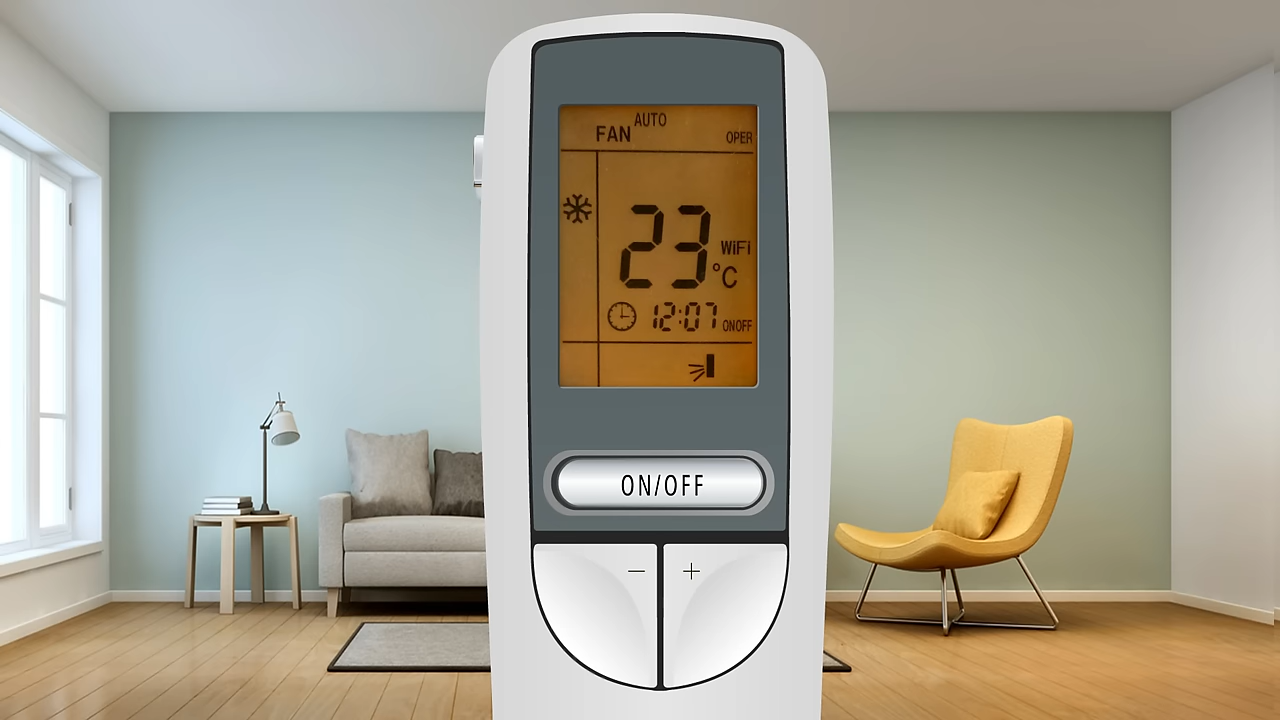 AUTO
FAN
OPER
23
WiFi
°C
12:07
ONOFF
ON/OFF
− +